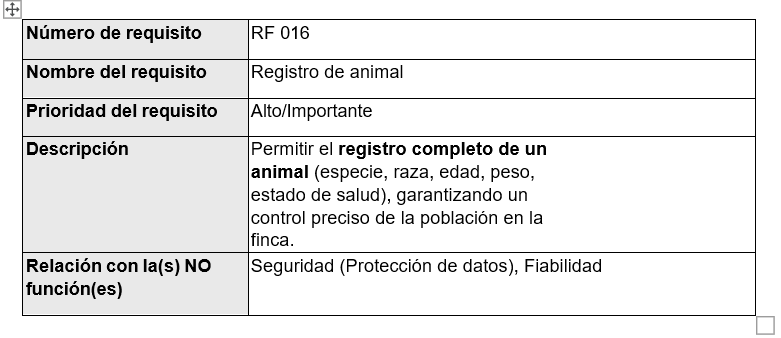 Número de requisito RF 016
Nombre del requisito Registro de animal
Prioridad del requisito Alto/Importante
Descripción Permitir el registro completo de un
animal (especie, raza, edad, peso,
estado de salud), garantizando un
control preciso de la población en la
finca.
Relación con la(s) NO Seguridad (Protección de datos), Fiabilidad
función(es)